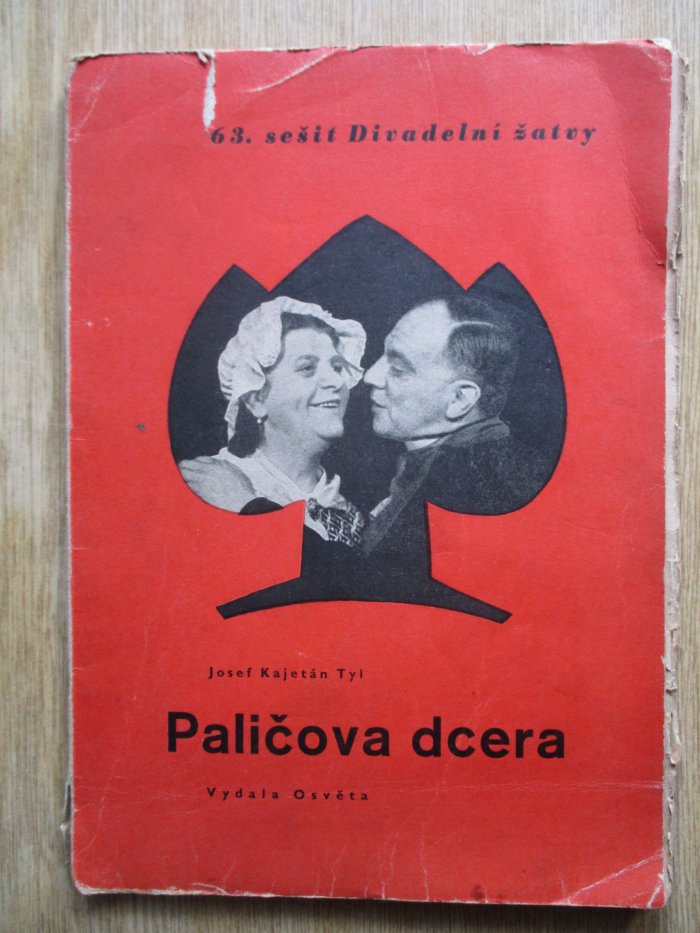 63. sešit Divadelní žatvy
Josef Kajetán Tyl
Paličova dcera
Vydala Osvěta